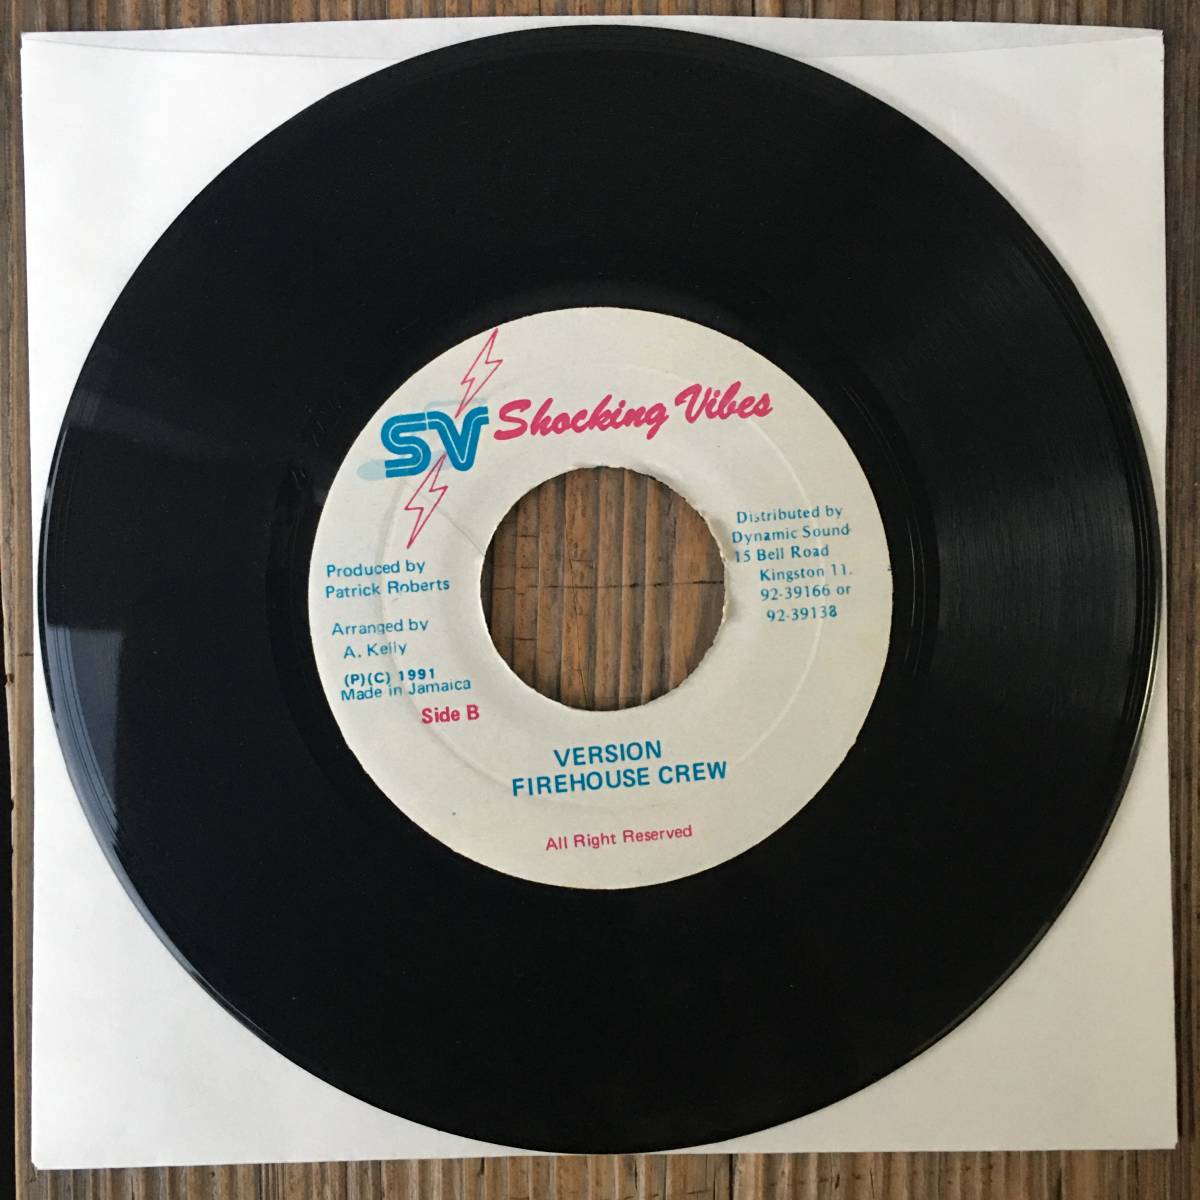 SV Shocking Vibes
Distributed by
Dynamic Sound
15 Bell Road
Kingston 11.
92-39166 or
92-39138
Produced by
Patrick Roberts
Arranged by
A. Kelly
(P)(C) 1991
Made in Jamaica
Side B
VERSION
FIREHOUSE CREW
All Right Reserved